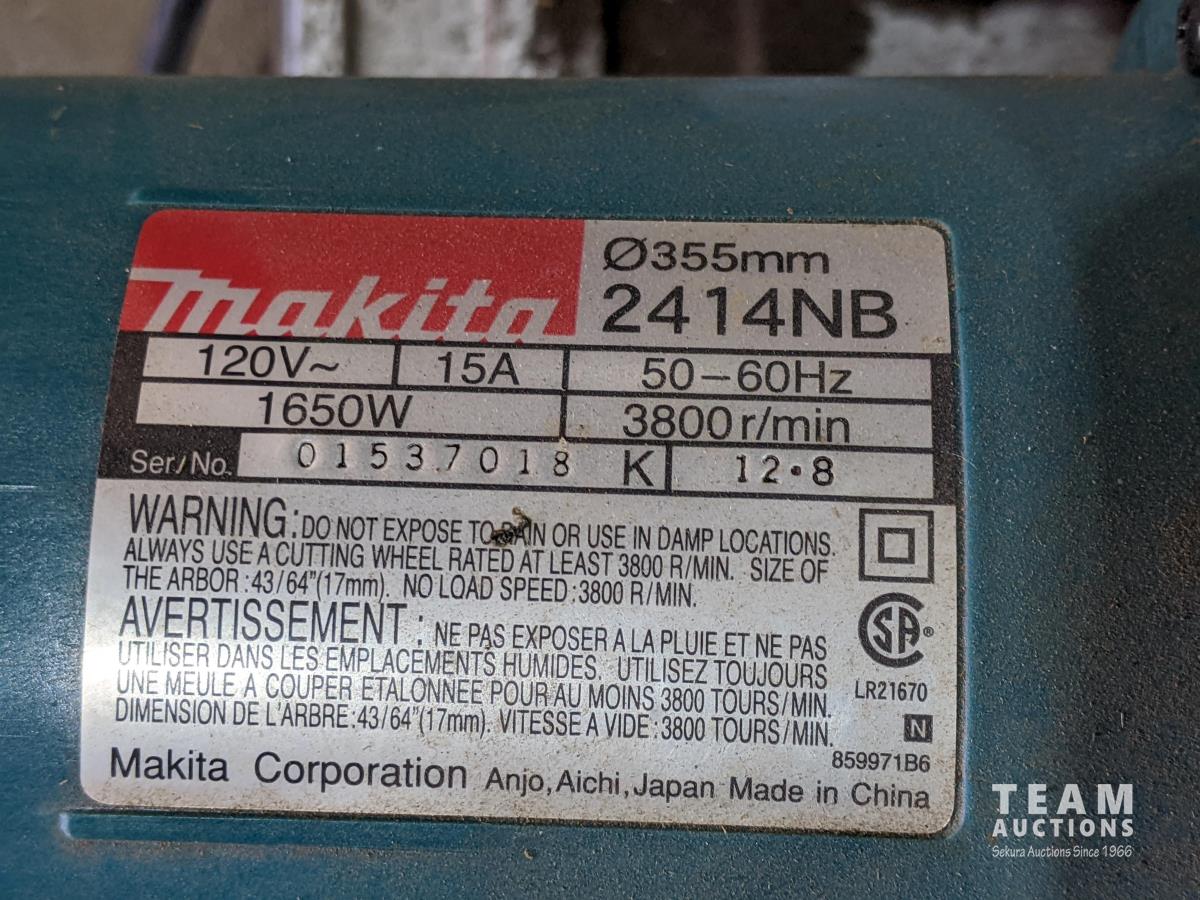 makita
Ø355mm
2414NB
120V~ 15A 50-60Hz
1650W 3800r/min
Ser/No. 01537018 K 12·8
WARNING: DO NOT EXPOSE TO RAIN OR USE IN DAMP LOCATIONS.
ALWAYS USE A CUTTING WHEEL RATED AT LEAST 3800 R/MIN. SIZE OF
THE ARBOR:43/64"(17mm). NO LOAD SPEED:3800 R/MIN.
AVERTISSEMENT : NE PAS EXPOSER A LA PLUIE ET NE PAS
UTILISER DANS LES EMPLACEMENTS HUMIDES. UTILISEZ TOUJOURS
UNE MEULE A COUPER ETALONNEE POUR AU MOINS 3800 TOURS/MIN.
DIMENSION DE L'ARBRE:43/64"(17mm). VITESSE A VIDE:3800 TOURS/MIN.
SA®
LR21670
N
859971B6
Makita Corporation Anjo,Aichi,Japan Made in China
TEAM
AUCTIONS
Sekura Auctions Since 1966